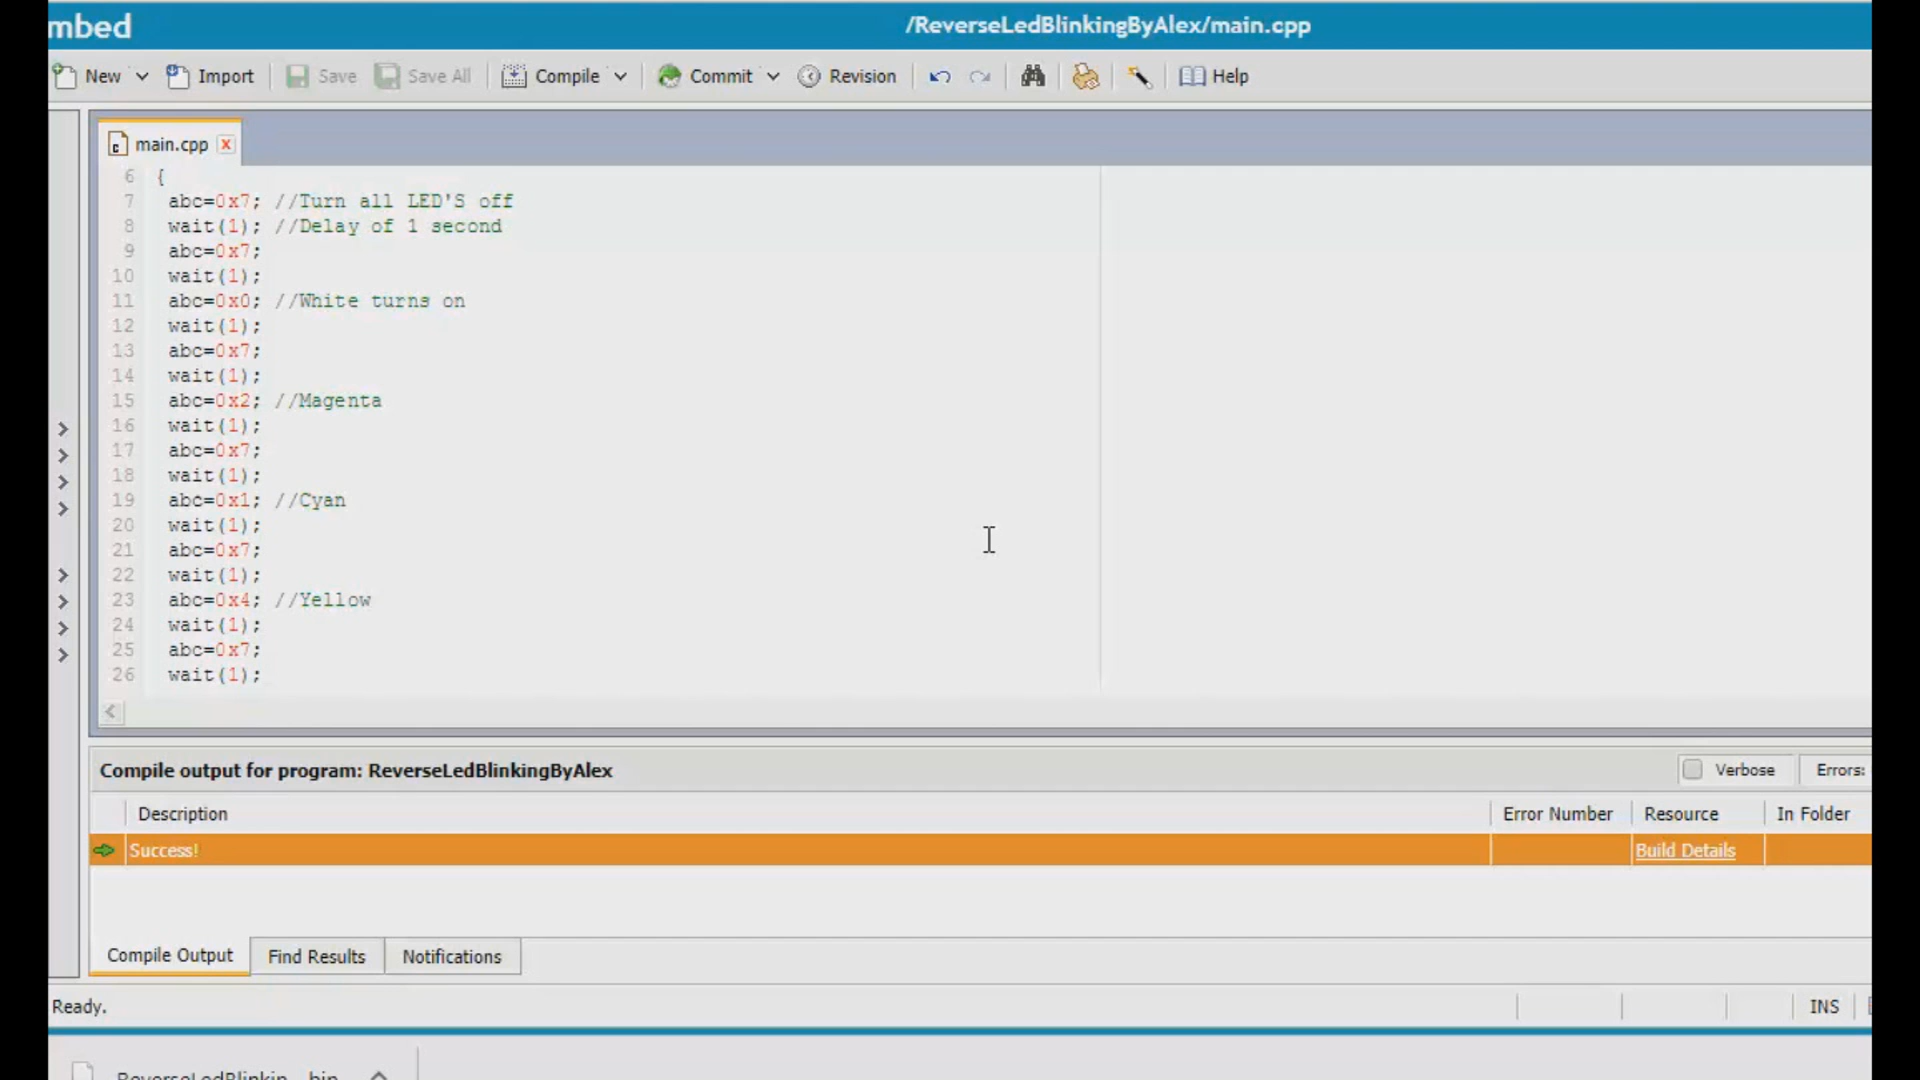 mbed
/ReverseLedBlinkingByAlex/main.cpp
New Import Save Save All Compile Commit Revision Help
main.cpp x
6 {
7 abc=0x7; //Turn all LED'S off
8 wait(1); //Delay of 1 second
9 abc=0x7;
10 wait(1);
11 abc=0x0; //White turns on
12 wait(1);
13 abc=0x7;
14 wait(1);
15 abc=0x2; //Magenta
16 wait(1);
17 abc=0x7;
18 wait(1);
19 abc=0x1; //Cyan
20 wait(1);
21 abc=0x7;
22 wait(1);
23 abc=0x4; //Yellow
24 wait(1);
25 abc=0x7;
26 wait(1);
Compile output for program: ReverseLedBlinkingByAlex Verbose Errors:
Description Error Number Resource In Folder
Success! Build Details
Compile Output Find Results Notifications
Ready. INS
ReverseLedBlinkin....bin